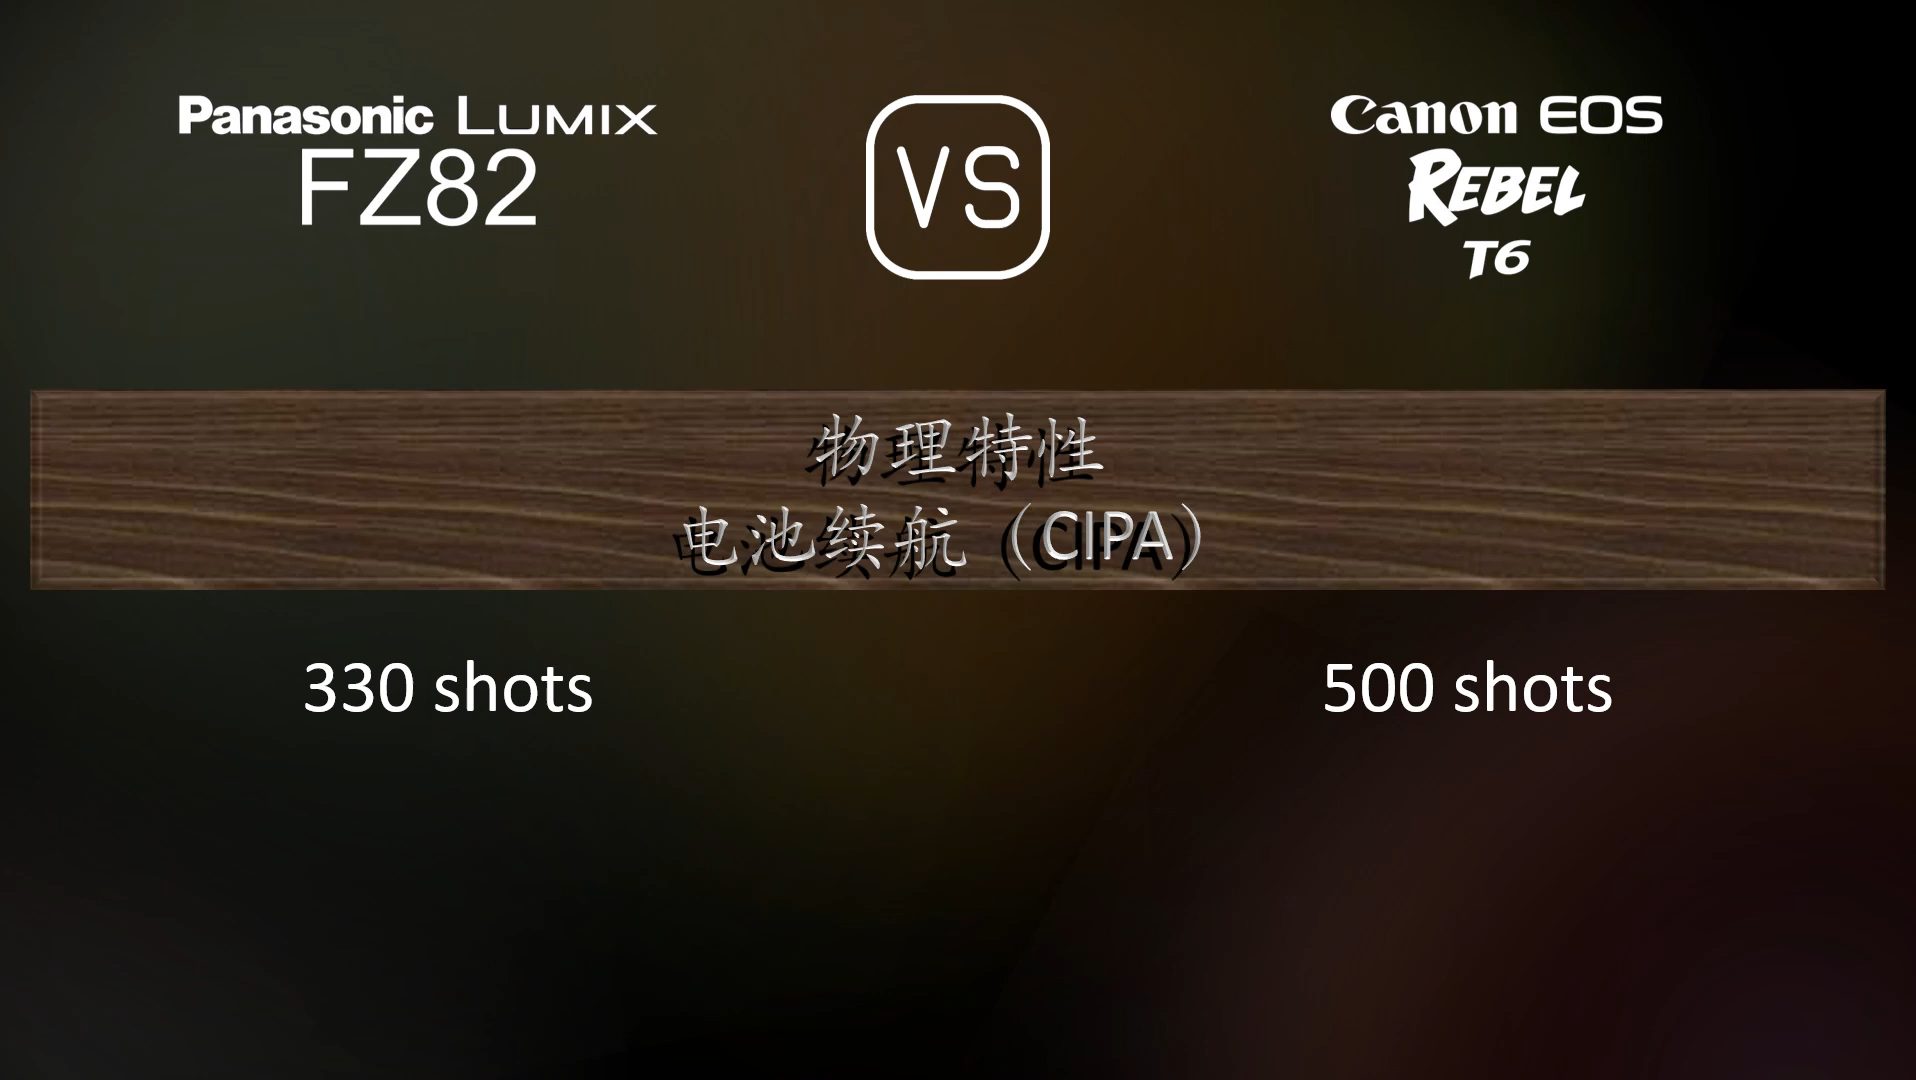 Panasonic LUMIX
FZ82
VS
Canon EOS
REBEL
T6
物理特性
电池续航（CIPA）
330 shots
500 shots